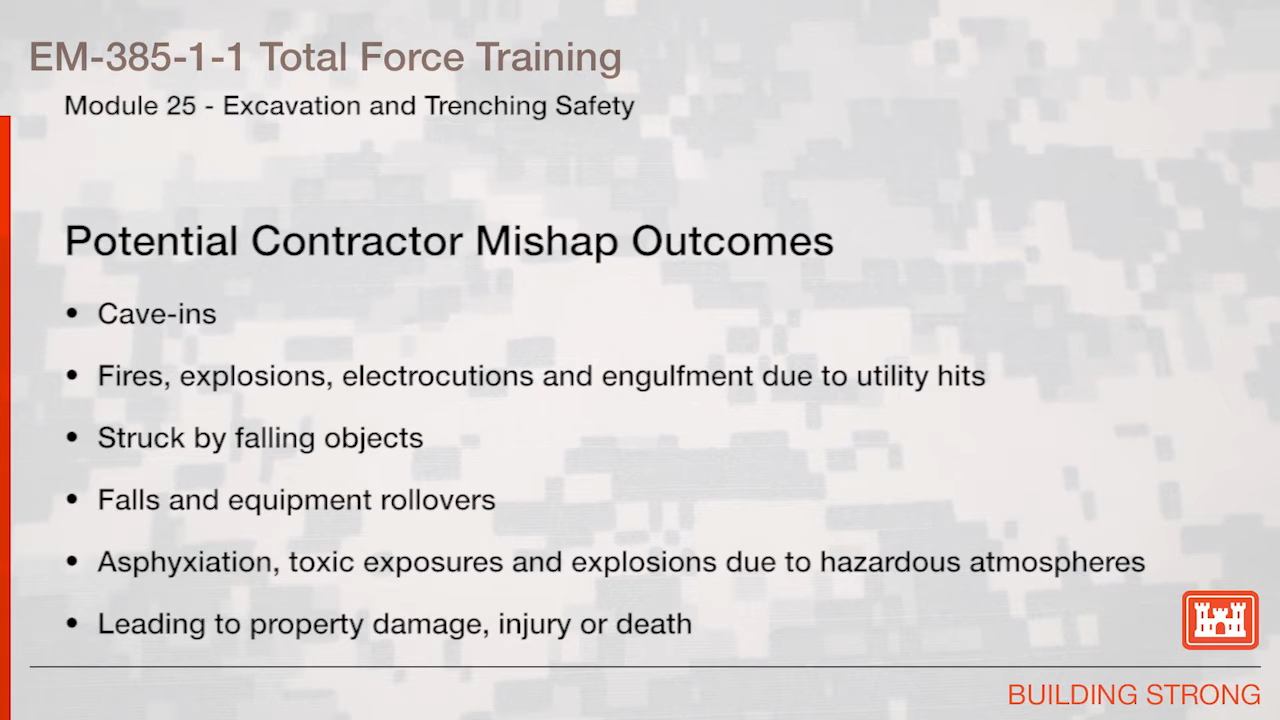 EM-385-1-1 Total Force Training
Module 25 - Excavation and Trenching Safety
Potential Contractor Mishap Outcomes
• Cave-ins
• Fires, explosions, electrocutions and engulfment due to utility hits
• Struck by falling objects
• Falls and equipment rollovers
• Asphyxiation, toxic exposures and explosions due to hazardous atmospheres
• Leading to property damage, injury or death
BUILDING STRONG